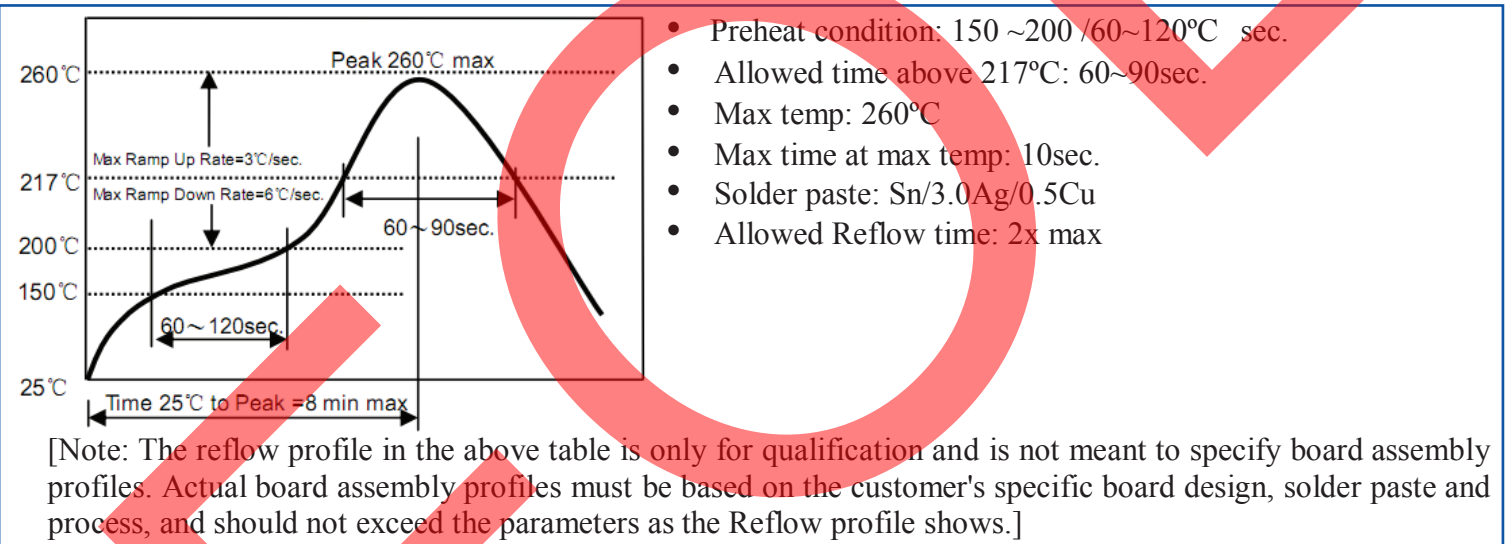 Peak 260℃ max
260℃
Max Ramp Up Rate=3℃/sec.
217℃
Max Ramp Down Rate=6℃/sec.
60~90sec.
200℃
150℃
60~120sec.
25℃
Time 25℃ to Peak =8 min max
• Preheat condition: 150 ~200 /60~120ºC sec.
• Allowed time above 217ºC: 60~90sec.
• Max temp: 260ºC
• Max time at max temp: 10sec.
• Solder paste: Sn/3.0Ag/0.5Cu
• Allowed Reflow time: 2x max
[Note: The reflow profile in the above table is only for qualification and is not meant to specify board assembly
profiles. Actual board assembly profiles must be based on the customer's specific board design, solder paste and
process, and should not exceed the parameters as the Reflow profile shows.]